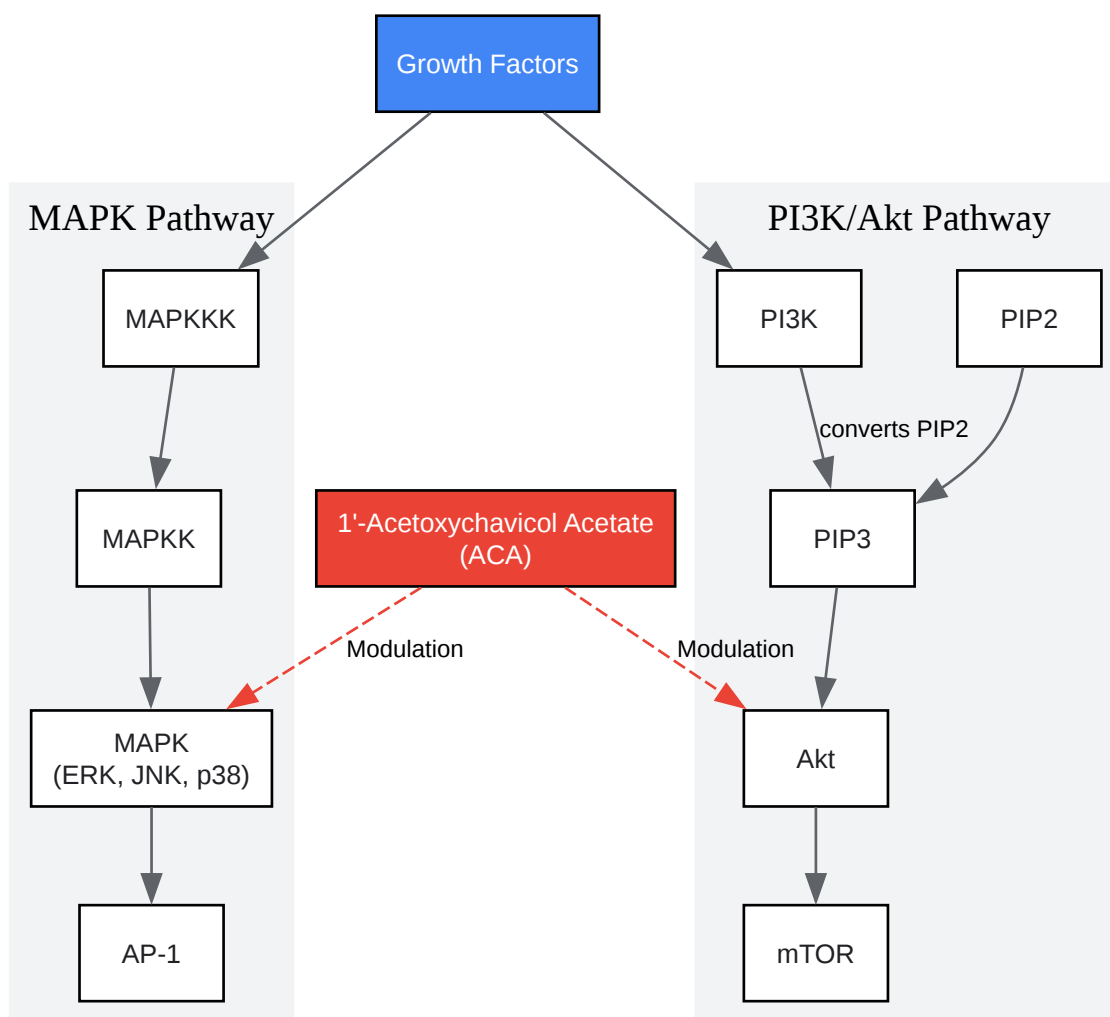 Growth Factors
MAPK Pathway
PI3K/Akt Pathway
MAPKKK
PI3K
PIP2
converts PIP2
MAPKK
1'-Acetoxychavicol Acetate
(ACA)
PIP3
Modulation
Modulation
MAPK
(ERK, JNK, p38)
Akt
AP-1
mTOR